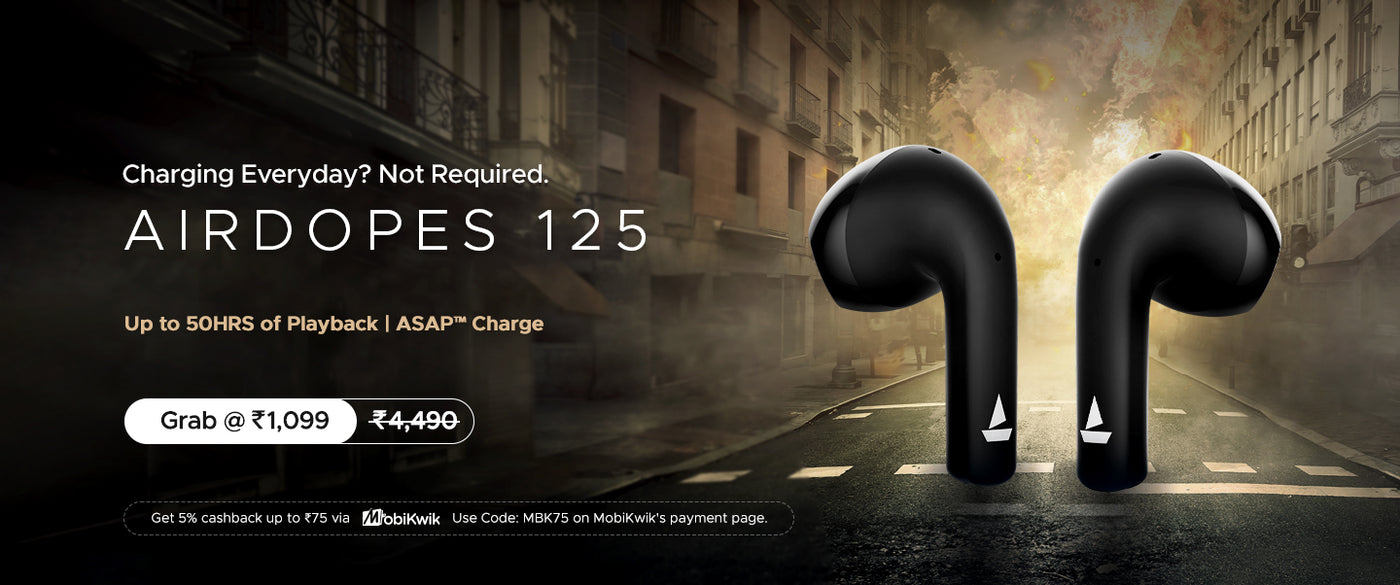 Charging Everyday? Not Required.
AIRDOPES 125
Up to 50HRS of Playback | ASAP™ Charge
Grab @ ₹1,099 ₹4,490
Get 5% cashback up to ₹75 via MobiKwik Use Code: MBK75 on MobiKwik's payment page.